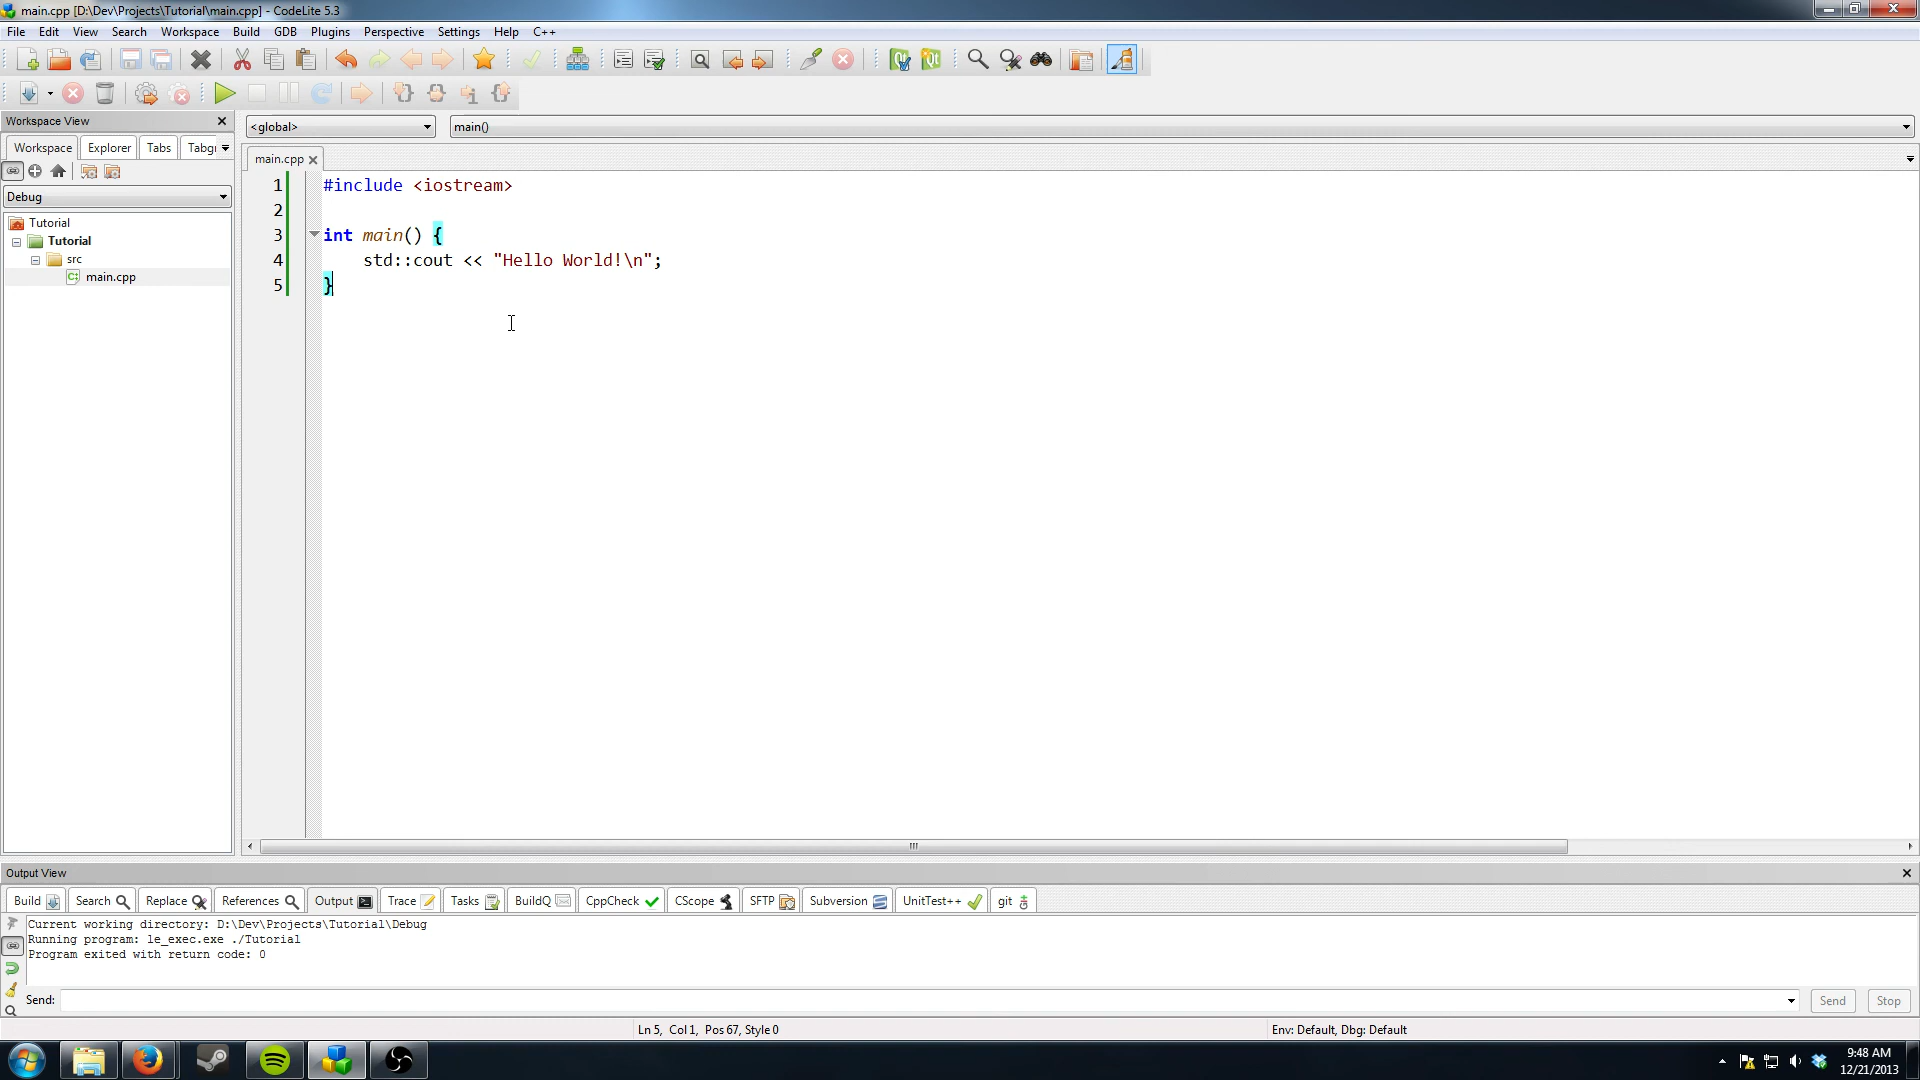 main.cpp [D:\Dev\Projects\Tutorial\main.cpp] - CodeLite 5.3
File Edit View Search Workspace Build GDB Plugins Perspective Settings Help C++
Workspace View
<global> main()
Workspace Explorer Tabs
main.cpp
Debug
Tutorial
Tutorial
src
main.cpp
1 #include <iostream>
2
3 int main() {
4 std::cout << "Hello World!\n";
5 }
Output View
Build Search Replace References Output Trace Tasks BuildQ CppCheck CScope SFTP Subversion UnitTest++ git
Current working directory: D:\Dev\Projects\Tutorial\Debug
Running program: le_exec.exe ./Tutorial
Program exited with return code: 0
Send: Send Stop
Ln 5, Col 1, Pos 67, Style 0 Env: Default, Dbg: Default
9:48 AM
12/21/2013